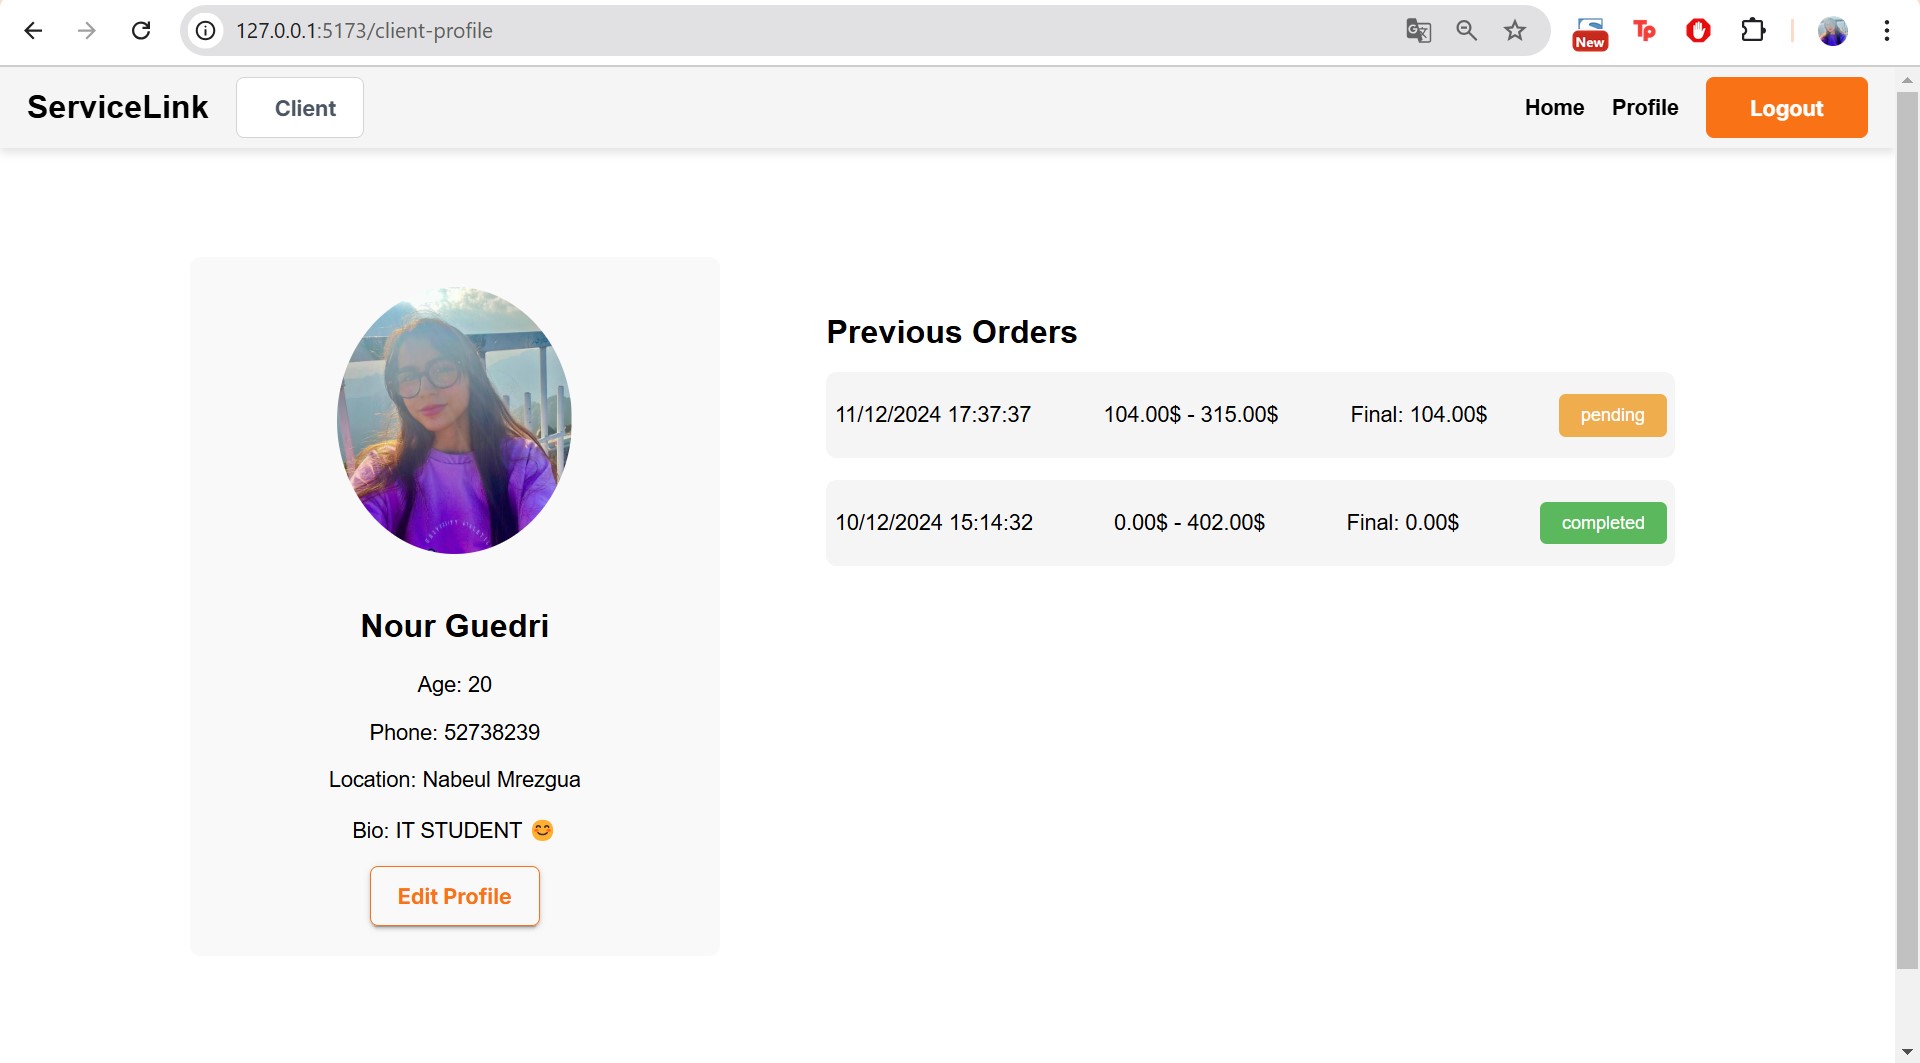 127.0.0.1:5173/client-profile
New
Tp
ServiceLink
Client
Home
Profile
Logout
Nour Guedri
Age: 20
Phone: 52738239
Location: Nabeul Mrezgua
Bio: IT STUDENT 😊
Edit Profile
Previous Orders
11/12/2024 17:37:37 104.00$ - 315.00$ Final: 104.00$ pending
10/12/2024 15:14:32 0.00$ - 402.00$ Final: 0.00$ completed